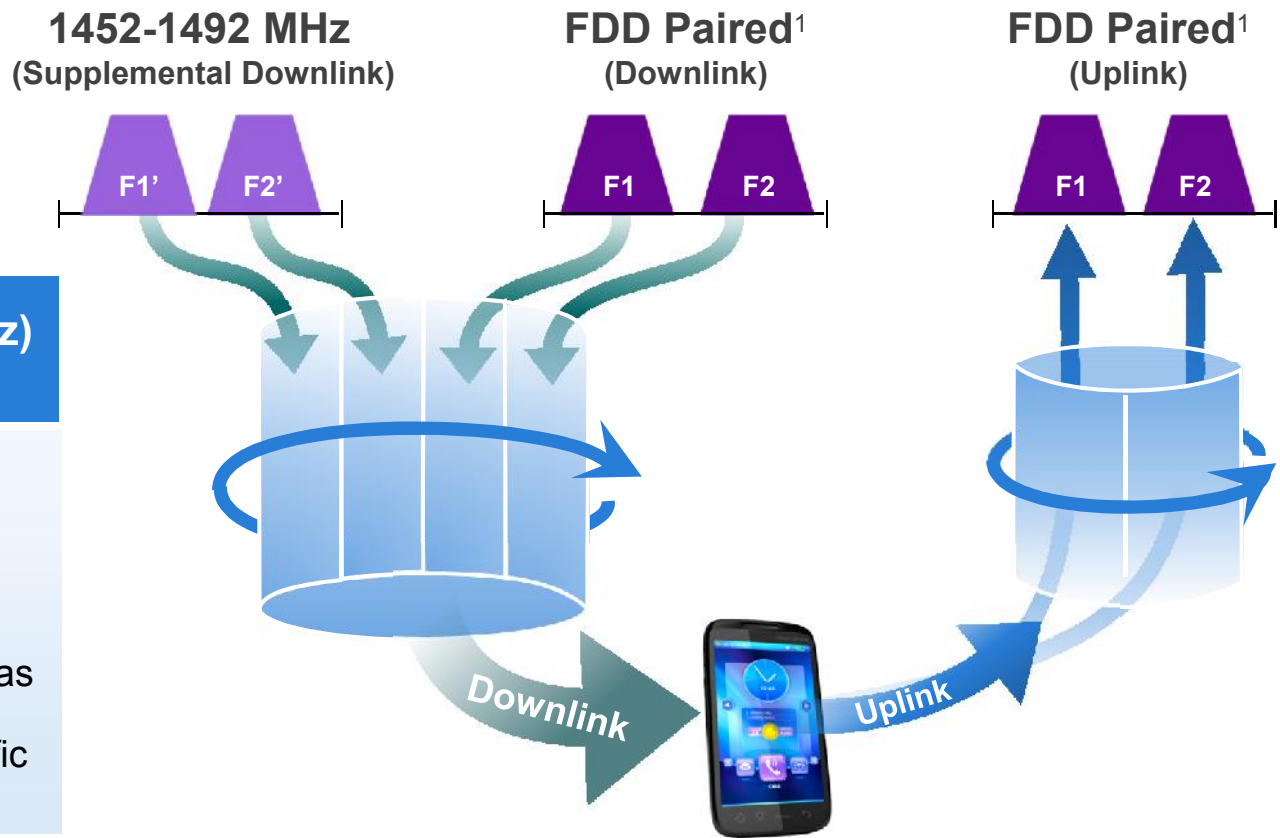 1452-1492 MHz
(Supplemental Downlink)
FDD Paired¹
(Downlink)
FDD Paired¹
(Uplink)
F1’
F2’
F1
F2
F1
F2
z)
as
fic
Downlink
Uplink